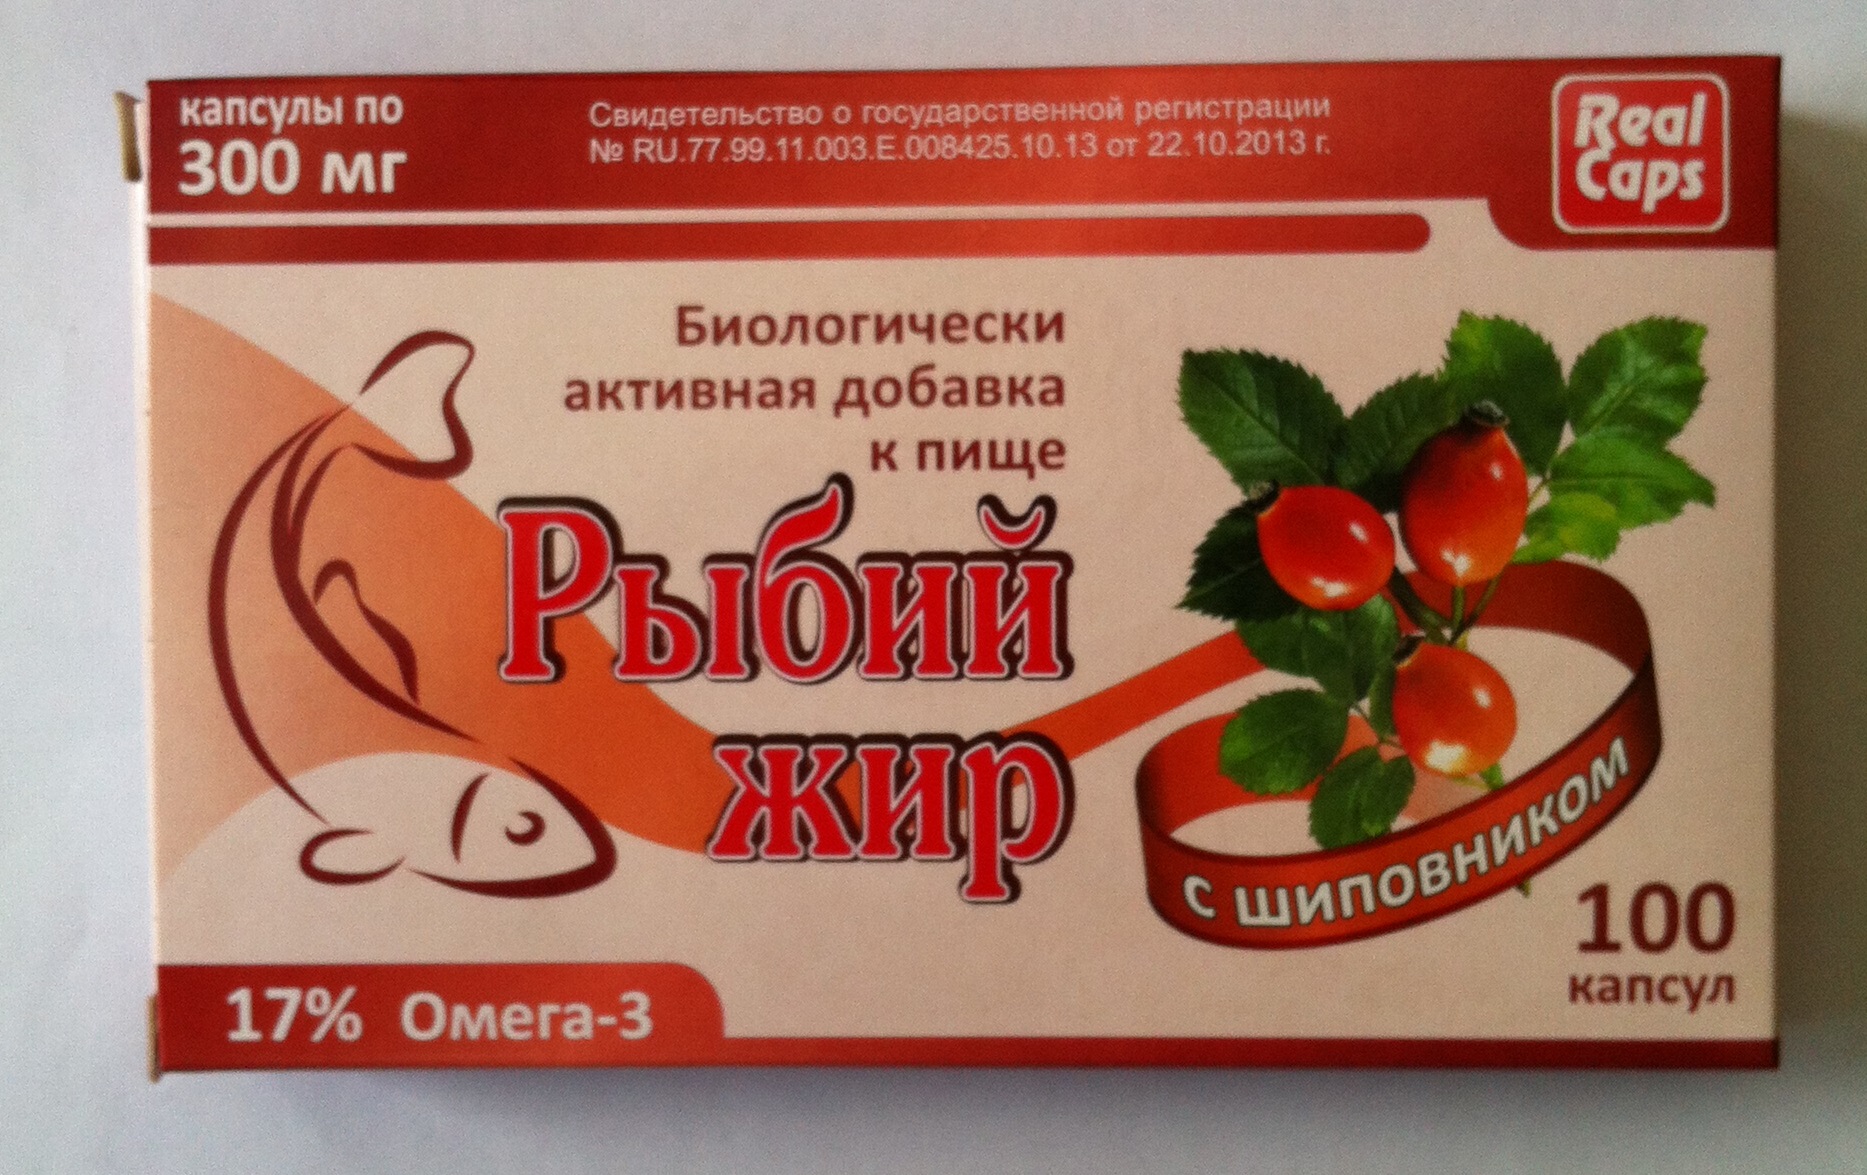 капсулы по
300 мг
Свидетельство о государственной регистрации
№ RU.77.99.11.003.Е.008425.10.13 от 22.10.2013 г.
Real
Caps
Биологически
активная добавка
к пище
Рыбий
жир
с шиповником
100
капсул
17% Омега-3